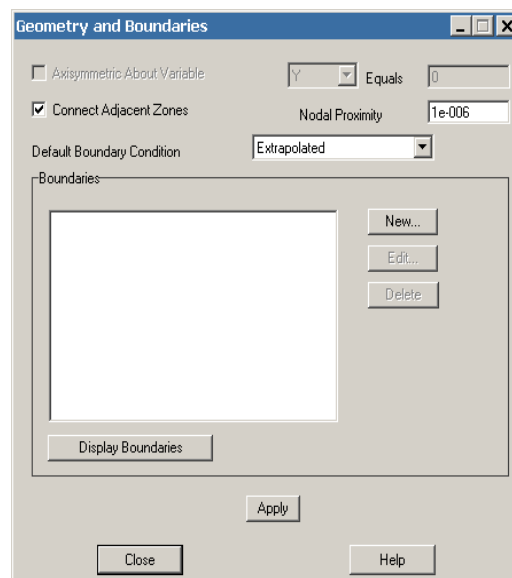 Geometry and Boundaries
Axisymmetric About Variable Y Equals 0
Connect Adjacent Zones Nodal Proximity 1e-006
Default Boundary Condition Extrapolated
Boundaries
New...
Edit...
Delete
Display Boundaries
Apply
Close Help